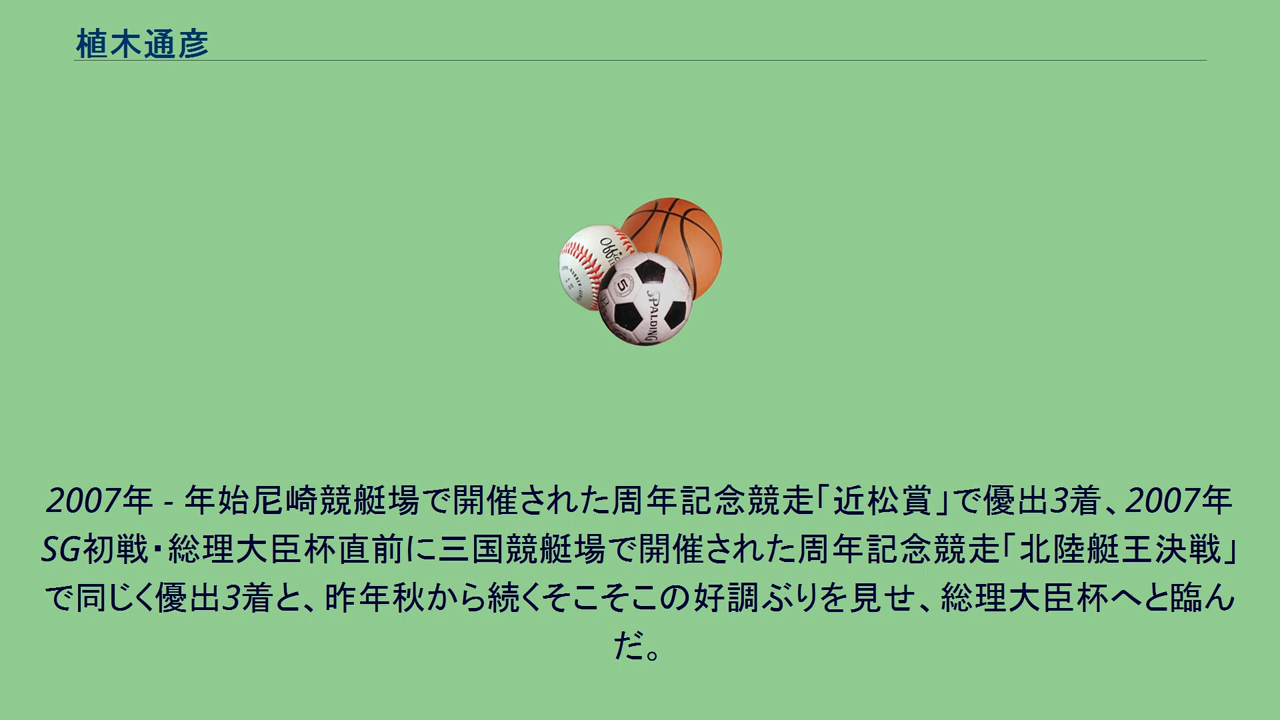 植木通彦
Offic
5
SPALDING
2007年 - 年始尼崎競艇場で開催された周年記念競走「近松賞」で優出3着、2007年
SG初戦・総理大臣杯直前に三国競艇場で開催された周年記念競走「北陸艇王決戦」
で同じく優出3着と、昨年秋から続くそこそこの好調ぶりを見せ、総理大臣杯へと臨ん
だ。